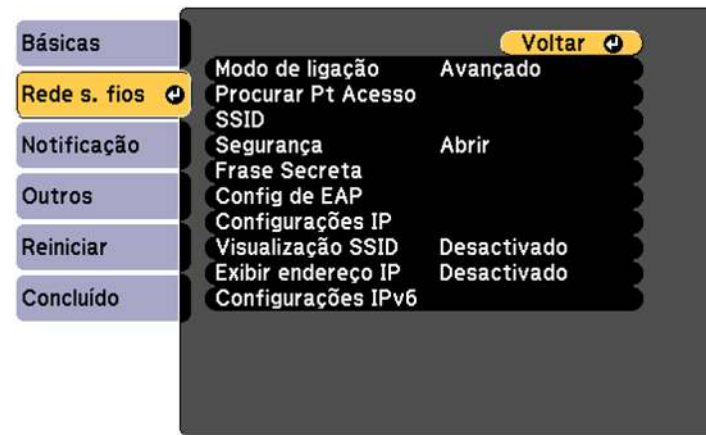 Básicas
Rede s. fios
Notificação
Outros
Reiniciar
Concluído
Voltar
Modo de ligação Avançado
Procurar Pt Acesso
SSID
Segurança Abrir
Frase Secreta
Config de EAP
Configurações IP
Visualização SSID Desactivado
Exibir endereço IP Desactivado
Configurações IPv6